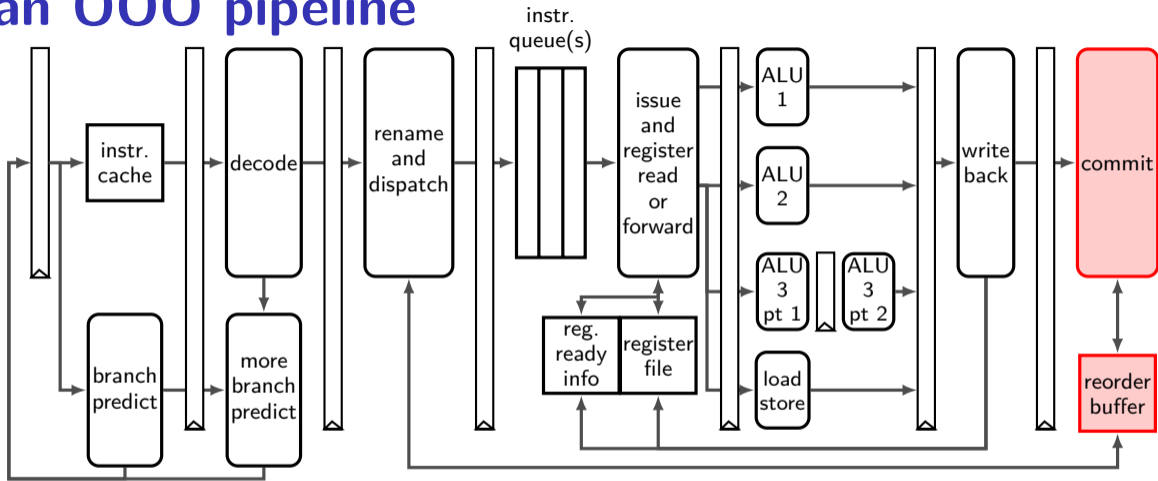 an OOO pipeline
instr.
queue(s)
instr.
cache
decode
rename
and
dispatch
issue
and
register
read
or
forward
ALU
1
ALU
2
ALU
3
pt 1
ALU
3
pt 2
load
store
write
back
commit
branch
predict
more
branch
predict
reg.
ready
info
register
file
reorder
buffer